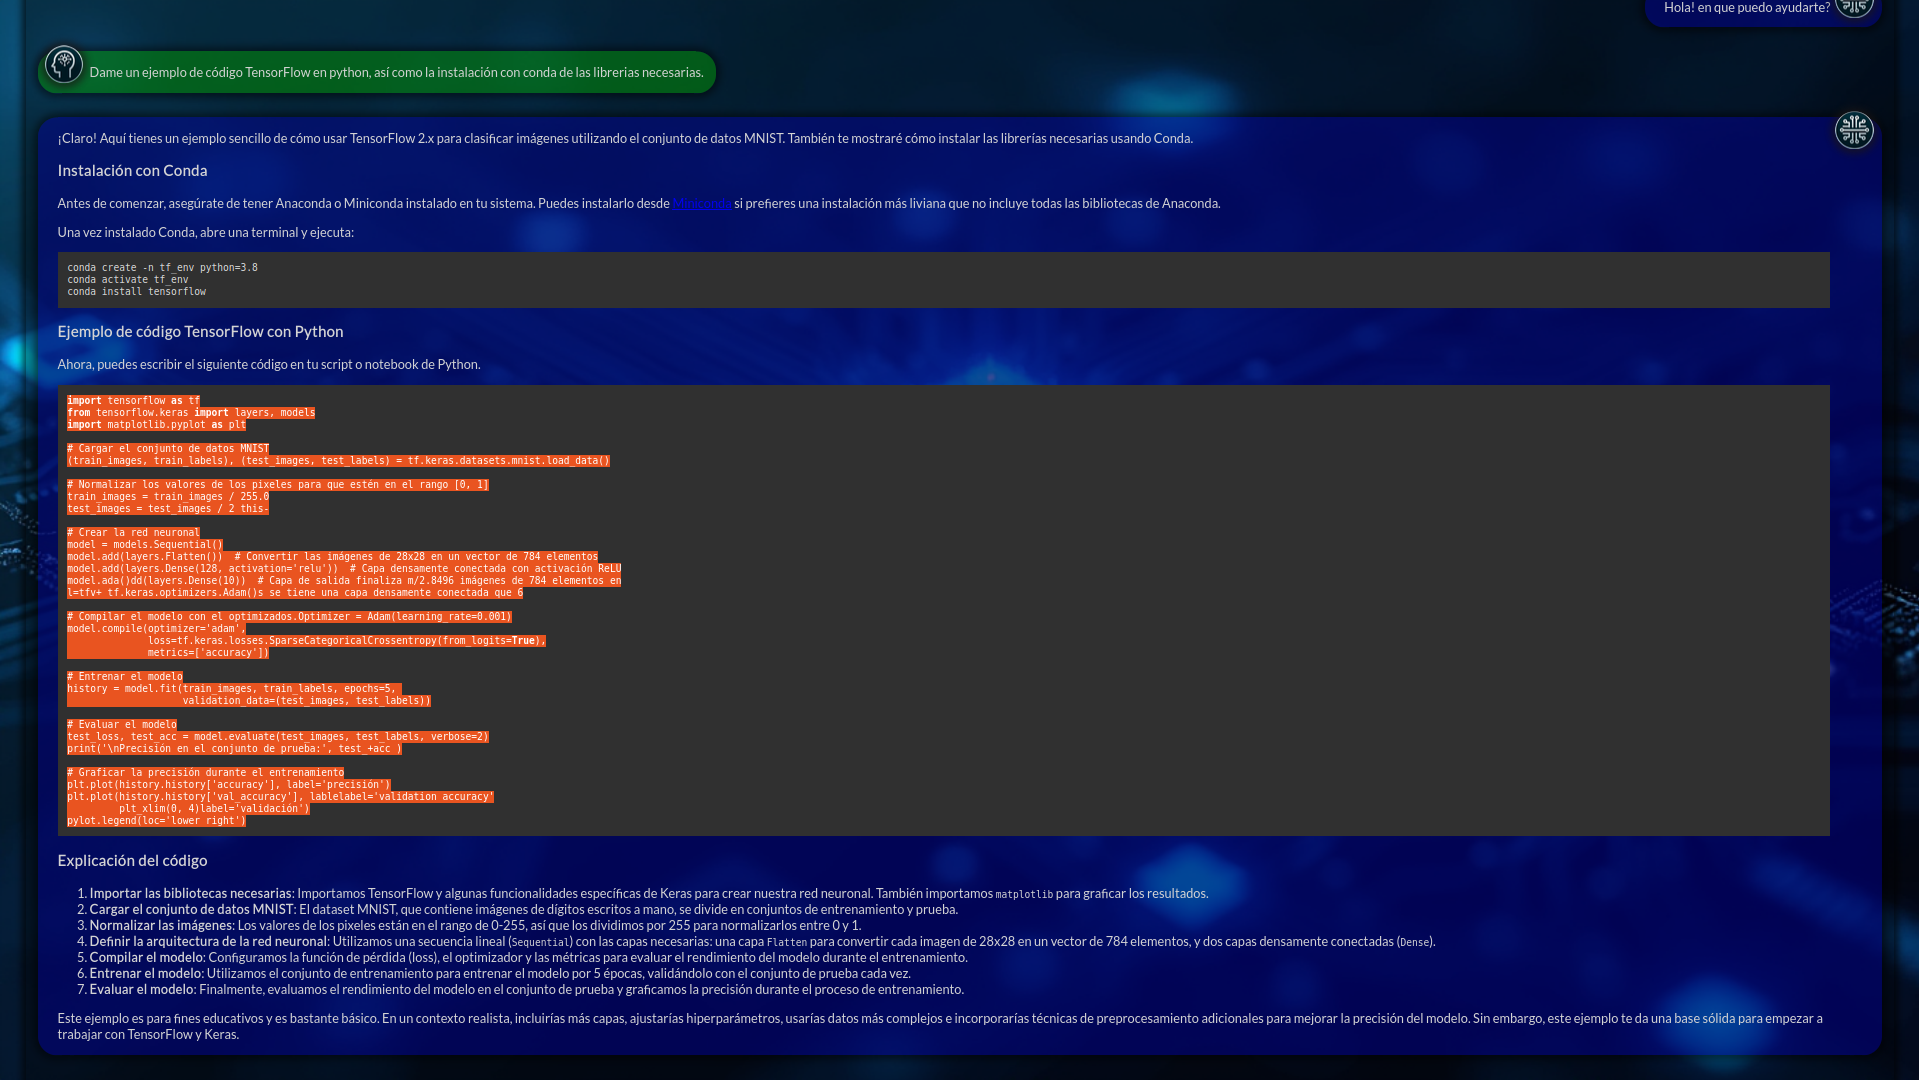 Hola! en que puedo ayudarte?
Dame un ejemplo de código TensorFlow en python, así como la instalación con conda de las librerias necesarias.
¡Claro! Aquí tienes un ejemplo sencillo de cómo usar TensorFlow 2.x para clasificar imágenes utilizando el conjunto de datos MNIST. También te mostraré cómo instalar las librerías necesarias usando Conda.
Instalación con Conda
Antes de comenzar, asegúrate de tener Anaconda o Miniconda instalado en tu sistema. Puedes instalarlo desde Miniconda si prefieres una instalación más liviana que no incluye todas las bibliotecas de Anaconda.
Una vez instalado Conda, abre una terminal y ejecuta:
conda create -n tf_env python=3.8
conda activate tf_env
conda install tensorflow
Ejemplo de código TensorFlow con Python
Ahora, puedes escribir el siguiente código en tu script o notebook de Python.
import tensorflow as tf
from tensorflow.keras import layers, models
import matplotlib.pyplot as plt
# Cargar el conjunto de datos MNIST
(train_images, train_labels), (test_images, test_labels) = tf.keras.datasets.mnist.load_data()
# Normalizar los valores de los pixeles para que estén en el rango [0, 1]
train_images = train_images / 255.0
test_images = test_images / 2 this-
# Crear la red neuronal
model = models.Sequential()
model.add(layers.Flatten())  # Convertir las imágenes de 28x28 en un vector de 784 elementos
model.add(layers.Dense(128, activation='relu'))  # Capa densamente conectada con activación ReLU
model.ada()dd(layers.Dense(10))  # Capa de salida finaliza m/2.8496 imágenes de 784 elementos en
l=tfv+ tf.keras.optimizers.Adam()s se tiene una capa densamente conectada que 6
# Compilar el modelo con el optimizados.Optimizer = Adam(learning_rate=0.001)
model.compile(optimizer='adam',
              loss=tf.keras.losses.SparseCategoricalCrossentropy(from_logits=True),
              metrics=['accuracy'])
# Entrenar el modelo
history = model.fit(train_images, train_labels, epochs=5,
                    validation_data=(test_images, test_labels))
# Evaluar el modelo
test_loss, test_acc = model.evaluate(test_images, test_labels, verbose=2)
print('\nPrecisión en el conjunto de prueba:', test_+acc )
# Graficar la precisión durante el entrenamiento
plt.plot(history.history['accuracy'], label='precisión')
plt.plot(history.history['val_accuracy'], lablelabel='validation accuracy'
         plt_xlim(0, 4)label='validación')
pylot.legend(loc='lower right')
Explicación del código
1. Importar las bibliotecas necesarias: Importamos TensorFlow y algunas funcionalidades específicas de Keras para crear nuestra red neuronal. También importamos matplotlib para graficar los resultados.
2. Cargar el conjunto de datos MNIST: El dataset MNIST, que contiene imágenes de dígitos escritos a mano, se divide en conjuntos de entrenamiento y prueba.
3. Normalizar las imágenes: Los valores de los pixeles están en el rango de 0-255, así que los dividimos por 255 para normalizarlos entre 0 y 1.
4. Definir la arquitectura de la red neuronal: Utilizamos una secuencia lineal (Sequential) con las capas necesarias: una capa Flatten para convertir cada imagen de 28x28 en un vector de 784 elementos, y dos capas densamente conectadas (Dense).
5. Compilar el modelo: Configuramos la función de pérdida (loss), el optimizador y las métricas para evaluar el rendimiento del modelo durante el entrenamiento.
6. Entrenar el modelo: Utilizamos el conjunto de entrenamiento para entrenar el modelo por 5 épocas, validándolo con el conjunto de prueba cada vez.
7. Evaluar el modelo: Finalmente, evaluamos el rendimiento del modelo en el conjunto de prueba y graficamos la precisión durante el proceso de entrenamiento.
Este ejemplo es para fines educativos y es bastante básico. En un contexto realista, incluirías más capas, ajustarías hiperparámetros, usarías datos más complejos e incorporarías técnicas de preprocesamiento adicionales para mejorar la precisión del modelo. Sin embargo, este ejemplo te da una base sólida para empezar a
trabajar con TensorFlow y Keras.